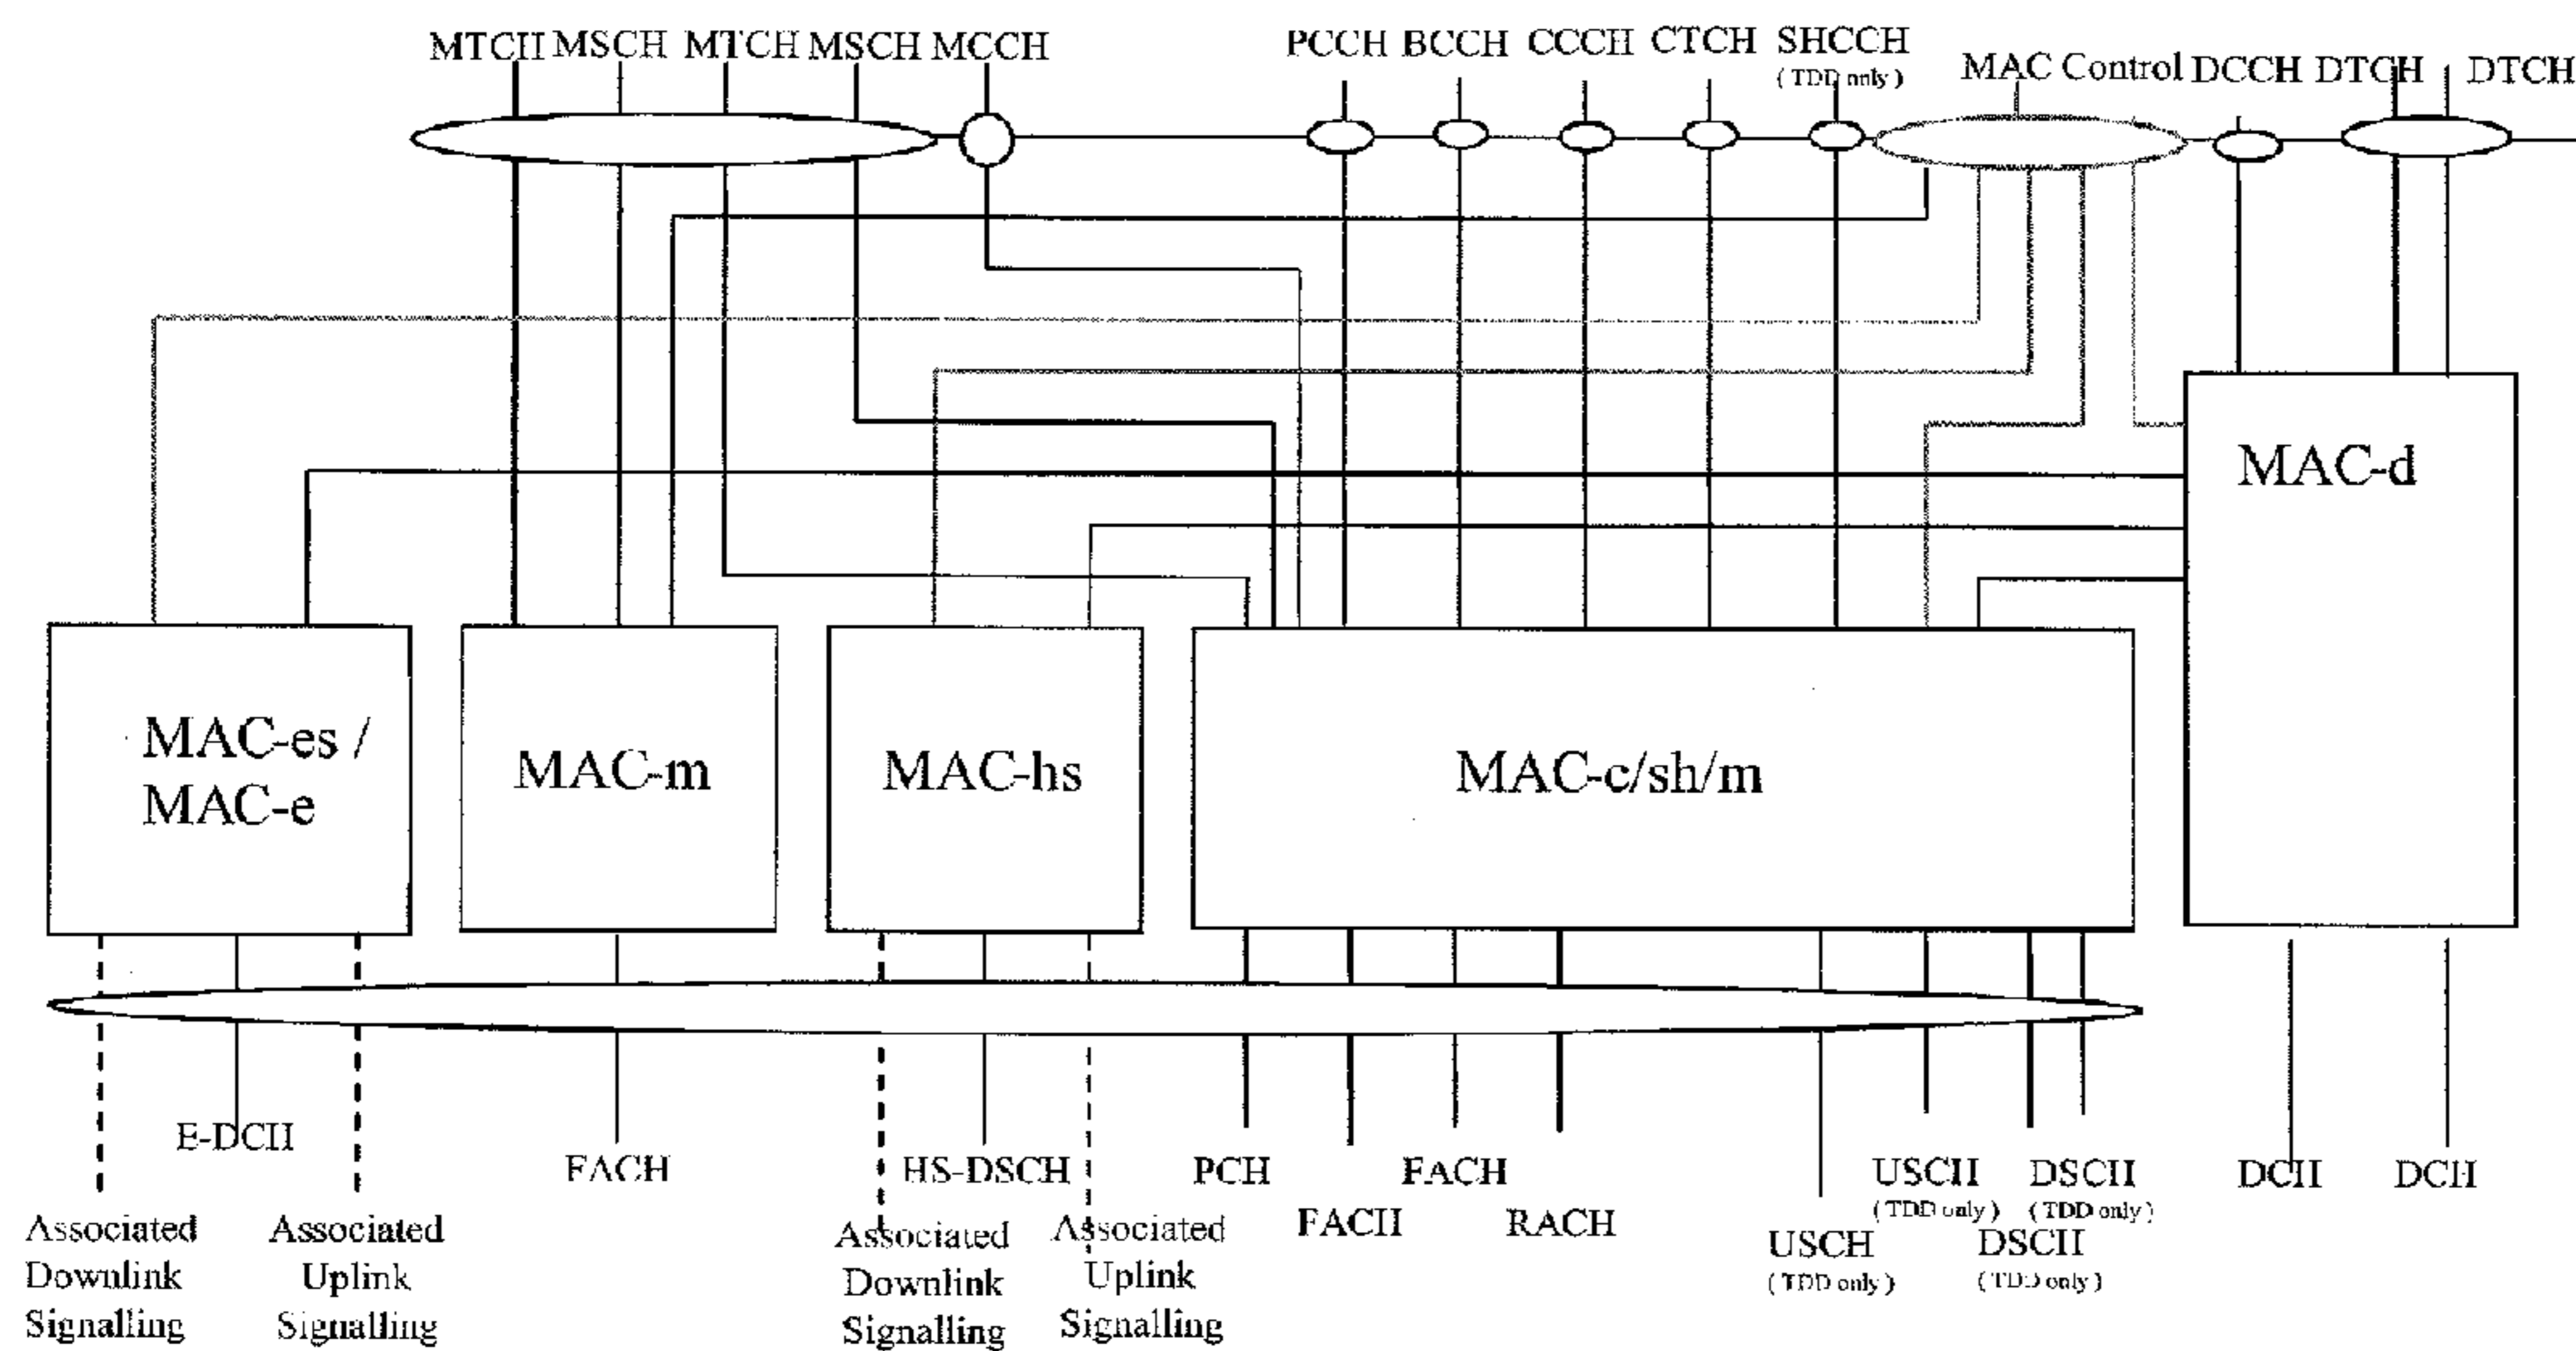 MTCH MSCH MTCH MSCH MCCH
PCCH BCCH CCCH CTCH SHCCH
( TDD only )
MAC Control DCCH DTCH DTCH
MAC-d
MAC-es /
MAC-e
MAC-m
MAC-hs
MAC-c/sh/m
E-DCH
FACH
HS-DSCH
PCH
FACH
FACH
RACH
USCH
( TDD only )
USCH
( TDD only )
DSCH
( TDD only )
DSCH
( TDD only )
DCH
DCH
Associated
Downlink
Signalling
Associated
Uplink
Signalling
Associated
Downlink
Signalling
Associated
Uplink
Signalling